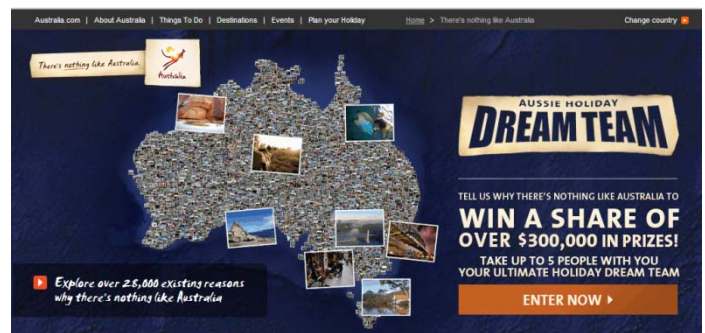 Australia.com | About Australia | Things To Do | Destinations | Events | Plan your Holiday
Home > There's nothing like Australia
Change country
There's nothing like Australia.
Australia
AUSSIE HOLIDAY
DREAM TEAM
TELL US WHY THERE'S NOTHING LIKE AUSTRALIA TO
WIN A SHARE OF
OVER $300,000 IN PRIZES!
TAKE UP TO 5 PEOPLE WITH YOU
YOUR ULTIMATE HOLIDAY DREAM TEAM
ENTER NOW
Explore over 28,000 existing reasons
why there's nothing like Australia